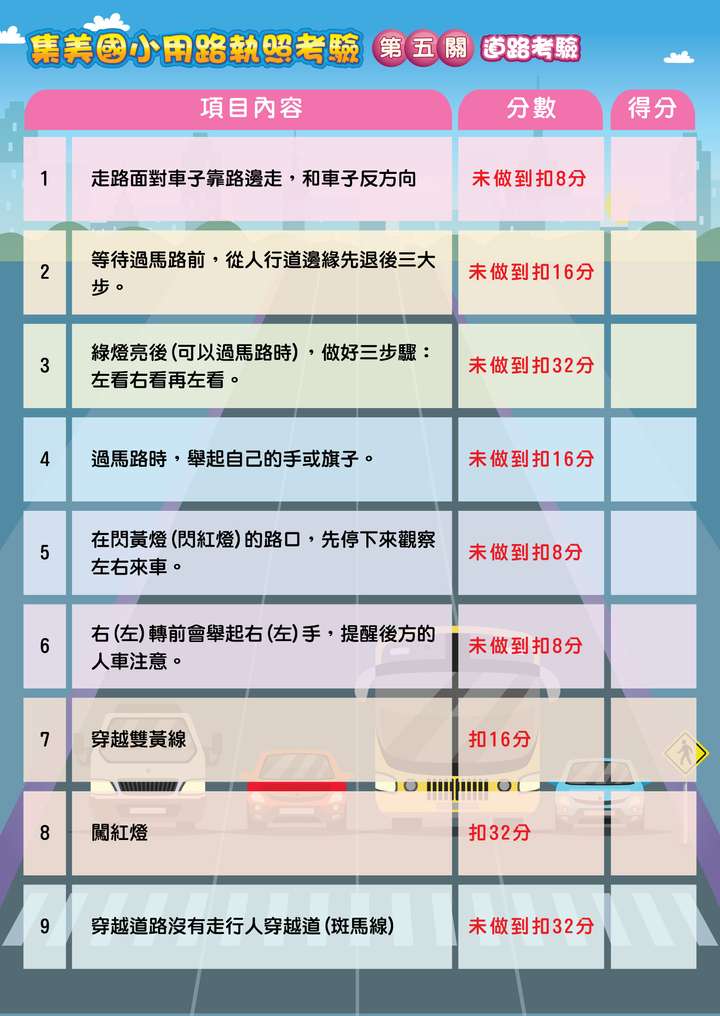 集美國小用路執照考驗 第五關 道路考驗
項目內容 分數 得分
1 走路面對車子靠路邊走，和車子反方向 未做到扣8分
2 等待過馬路前，從人行道邊緣先退後三大
步。 未做到扣16分
3 綠燈亮後(可以過馬路時)，做好三步驟：
左看右看再左看。 未做到扣32分
4 過馬路時，舉起自己的手或旗子。 未做到扣16分
5 在閃黃燈(閃紅燈)的路口，先停下來觀察
左右來車。 未做到扣8分
6 右(左)轉前會舉起右(左)手，提醒後方的
人車注意。 未做到扣8分
7 穿越雙黃線 扣16分
8 闖紅燈 扣32分
9 穿越道路沒有走行人穿越道(斑馬線) 未做到扣32分